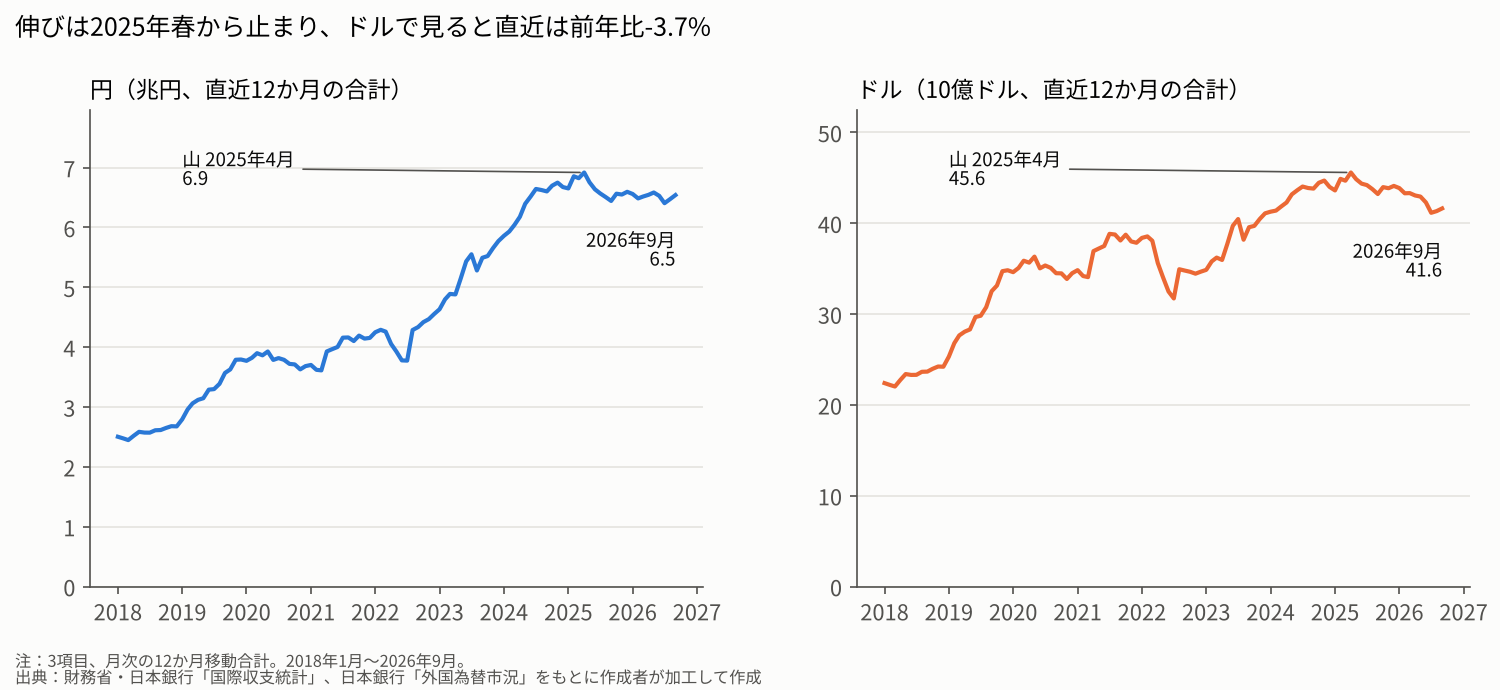 伸びは2025年春から止まり、ドルで見ると直近は前年比-3.7%
円（兆円、直近12か月の合計）
7
6
5
4
3
2
1
0
山 2025年4月
6.9
2026年9月
6.5
2018 2019 2020 2021 2022 2023 2024 2025 2026 2027
ドル（10億ドル、直近12か月の合計）
50
40
30
20
10
0
山 2025年4月
45.6
2026年9月
41.6
2018 2019 2020 2021 2022 2023 2024 2025 2026 2027
注：3項目、月次の12か月移動合計。2018年1月～2026年9月。
出典：財務省・日本銀行「国際収支統計」、日本銀行「外国為替市況」をもとに作成者が加工して作成